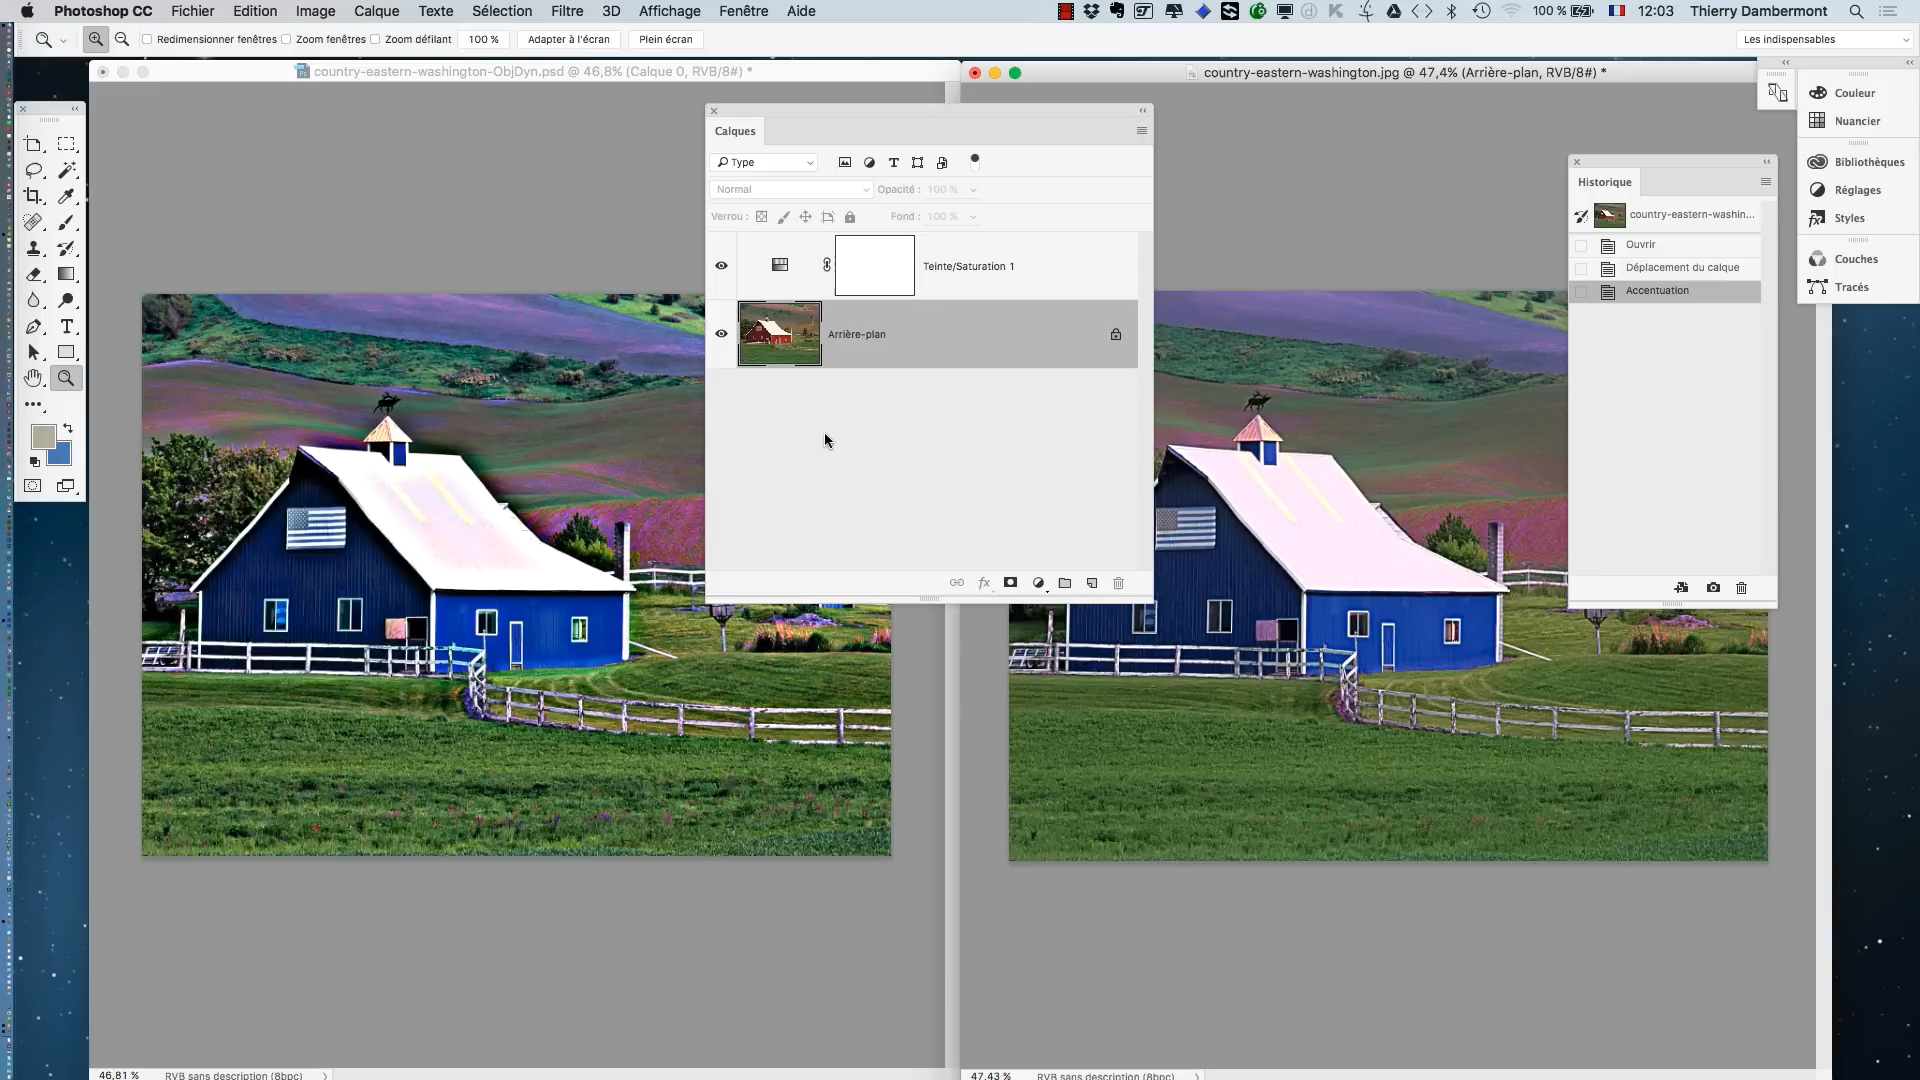 Photoshop CC Fichier Edition Image Calque Texte Sélection Filtre 3D Affichage Fenêtre Aide 100 % 12:03 Thierry Dambermont
Redimensionner fenêtres Zoom fenêtres Zoom défilant 100 % Adapter à l'écran Plein écran Les indispensables
country-eastern-washington-ObjDyn.psd @ 46,8% (Calque 0, RVB/8#) *
country-eastern-washington.jpg @ 47,4% (Arrière-plan, RVB/8#) *
Calques
Type
Normal Opacité : 100 %
Verrou : Fond : 100 %
Teinte/Saturation 1
Arrière-plan
fx
Historique
country-eastern-washin...
Ouvrir
Déplacement du calque
Accentuation
Couleur
Nuancier
Bibliothèques
Réglages
Styles
Couches
Tracés
46,81 % RVB sans description (8bpc)
47,43 % RVB sans description (8bpc)